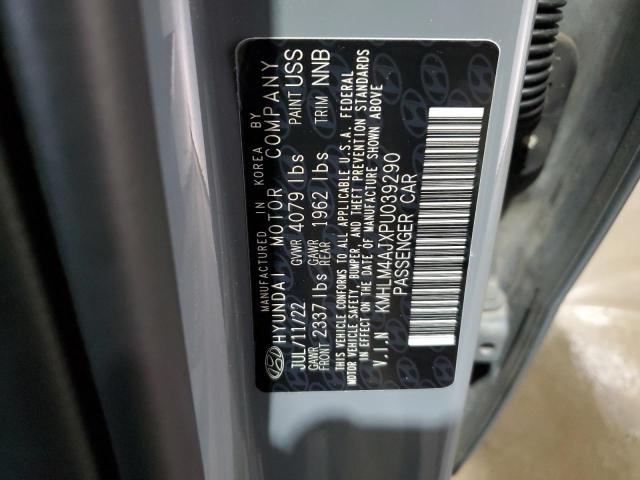 MANUFACTURED IN KOREA BY
HYUNDAI MOTOR COMPANY
JUL/11/22 GVWR 4079 lbs PAINT USS
GAWR FRONT 2337 lbs GAWR REAR 1962 lbs TRIM NNB
THIS VEHICLE CONFORMS TO ALL APPLICABLE U.S.A. FEDERAL
MOTOR VEHICLE SAFETY, BUMPER, AND THEFT PREVENTION STANDARDS
IN EFFECT ON THE DATE OF MANUFACTURE SHOWN ABOVE
V.I.N KMHLM4AJXPU039290
PASSENGER CAR